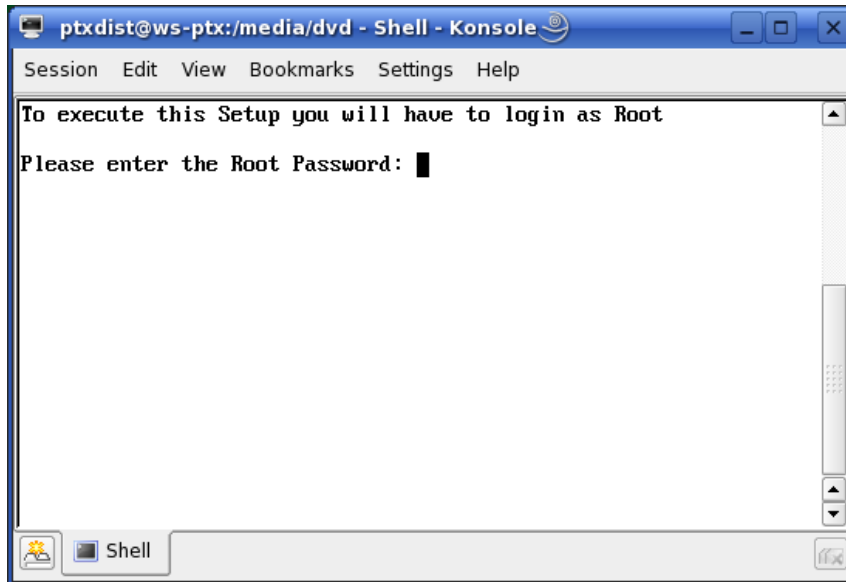 ptxdist@ws-ptx:/media/dvd - Shell - Konsole
Session Edit View Bookmarks Settings Help
To execute this Setup you will have to login as Root
Please enter the Root Password:
Shell